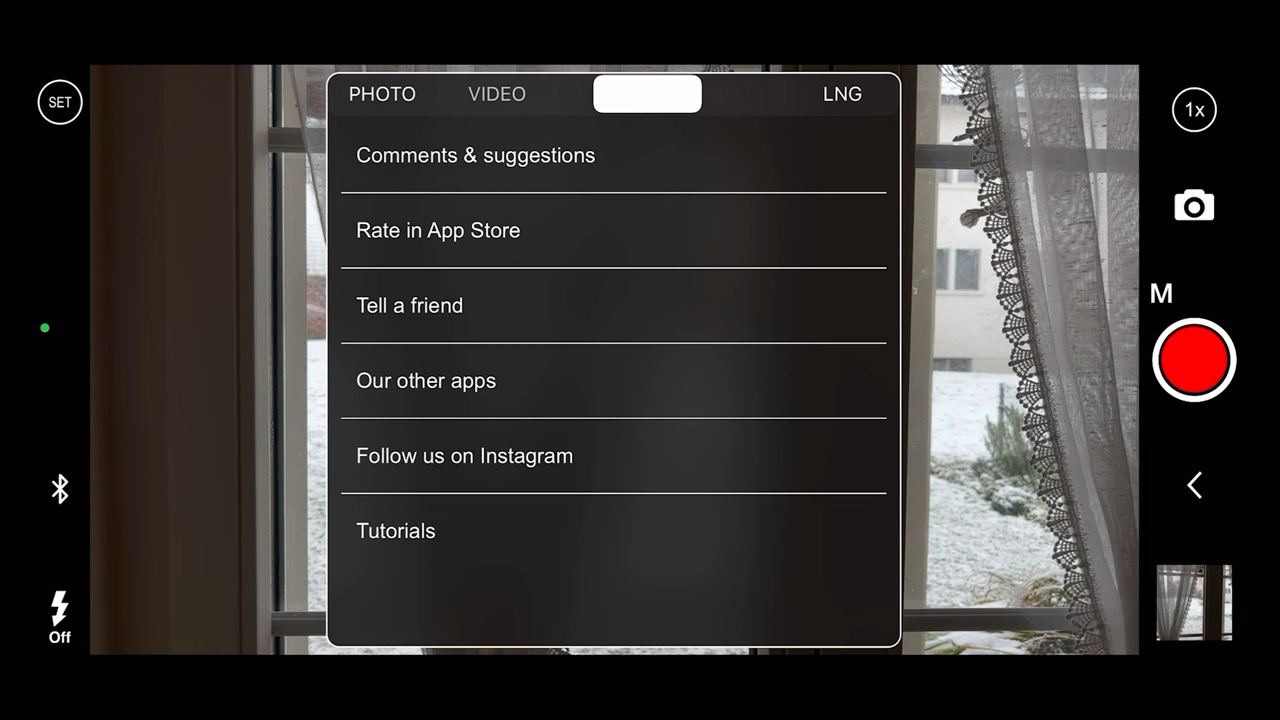 SET
PHOTO VIDEO LNG
1x
Comments & suggestions
Rate in App Store
Tell a friend
M
Our other apps
Follow us on Instagram
Tutorials
Off